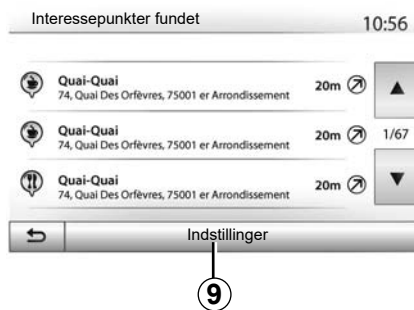 Interessepunkter fundet 10:56
Quai-Quai
74, Quai Des Orfèvres, 75001 er Arrondissement
20m
Quai-Quai
74, Quai Des Orfèvres, 75001 er Arrondissement
20m
1/67
Quai-Quai
74, Quai Des Orfèvres, 75001 er Arrondissement
20m
Indstillinger
9